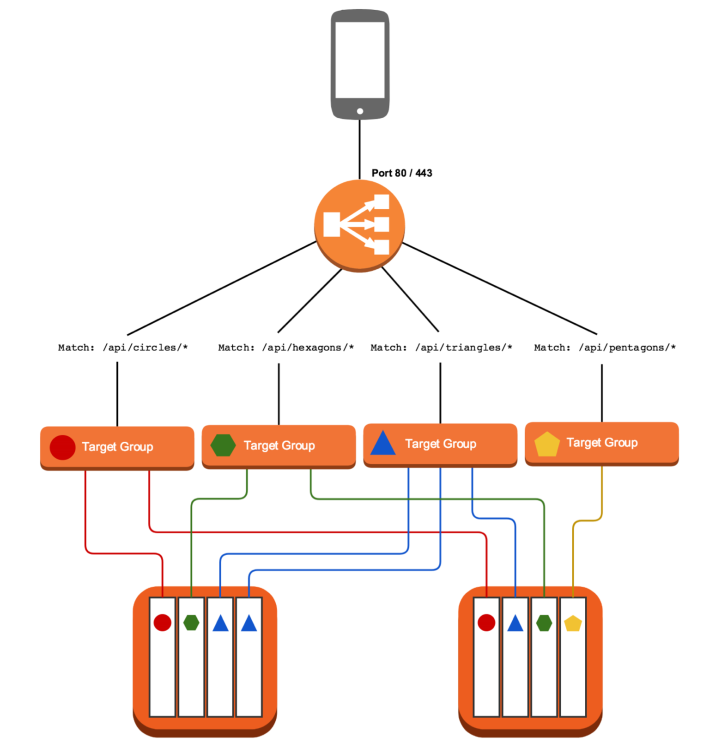 Port 80 / 443
Match: /api/circles/*
Match: /api/hexagons/*
Match: /api/triangles/*
Match: /api/pentagons/*
Target Group
Target Group
Target Group
Target Group